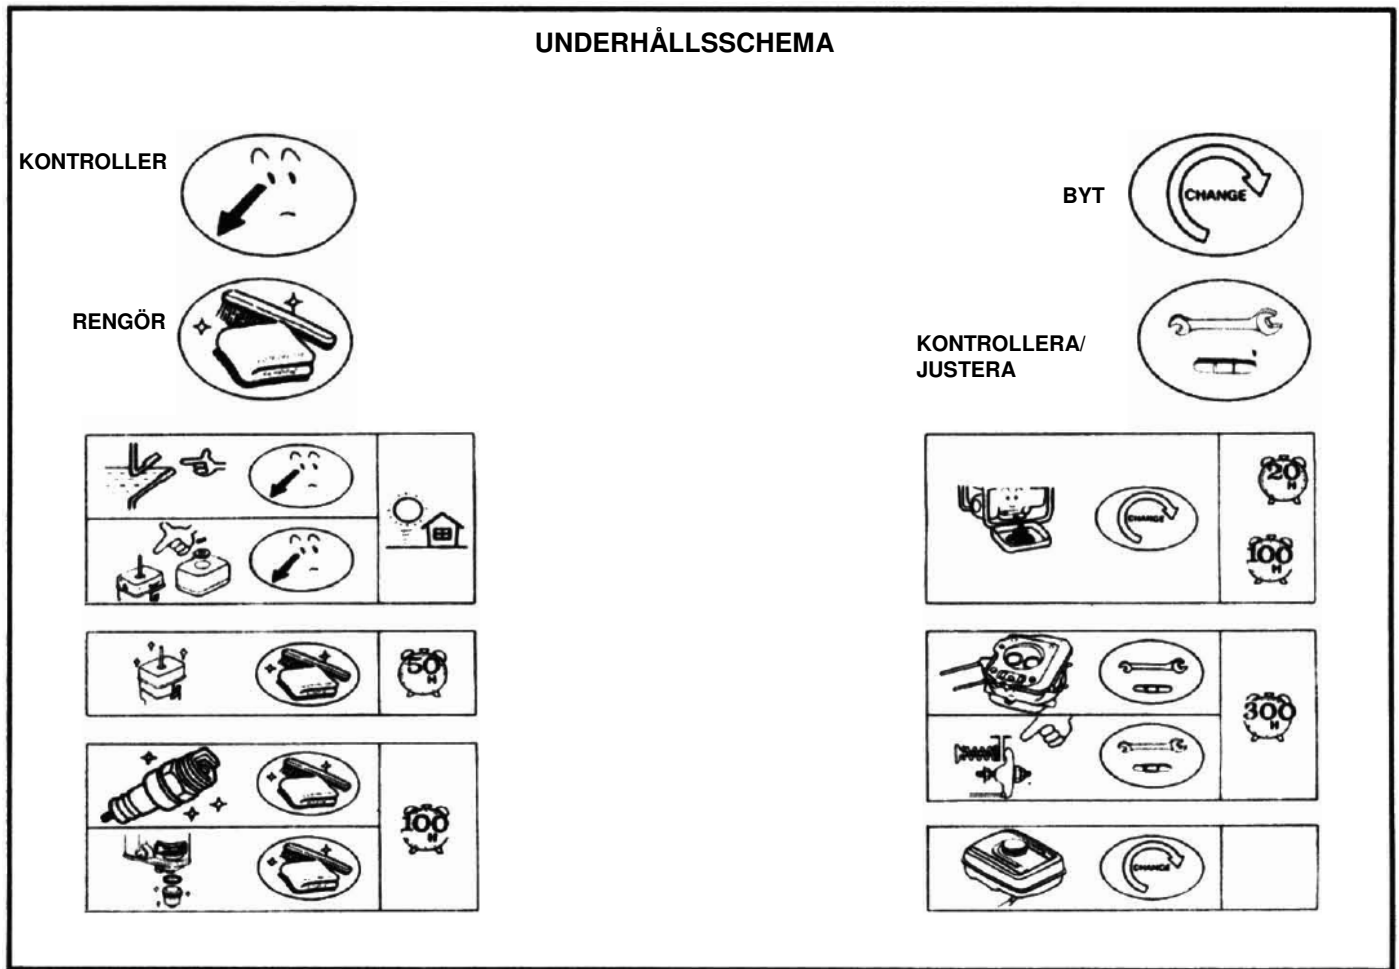 UNDERHÅLLSSCHEMA
KONTROLLER
RENGÖR
BYT
CHANGE
KONTROLLERA/
JUSTERA
50
H
100
H
CHANGE
20
H
100
H
300
H
CHANGE